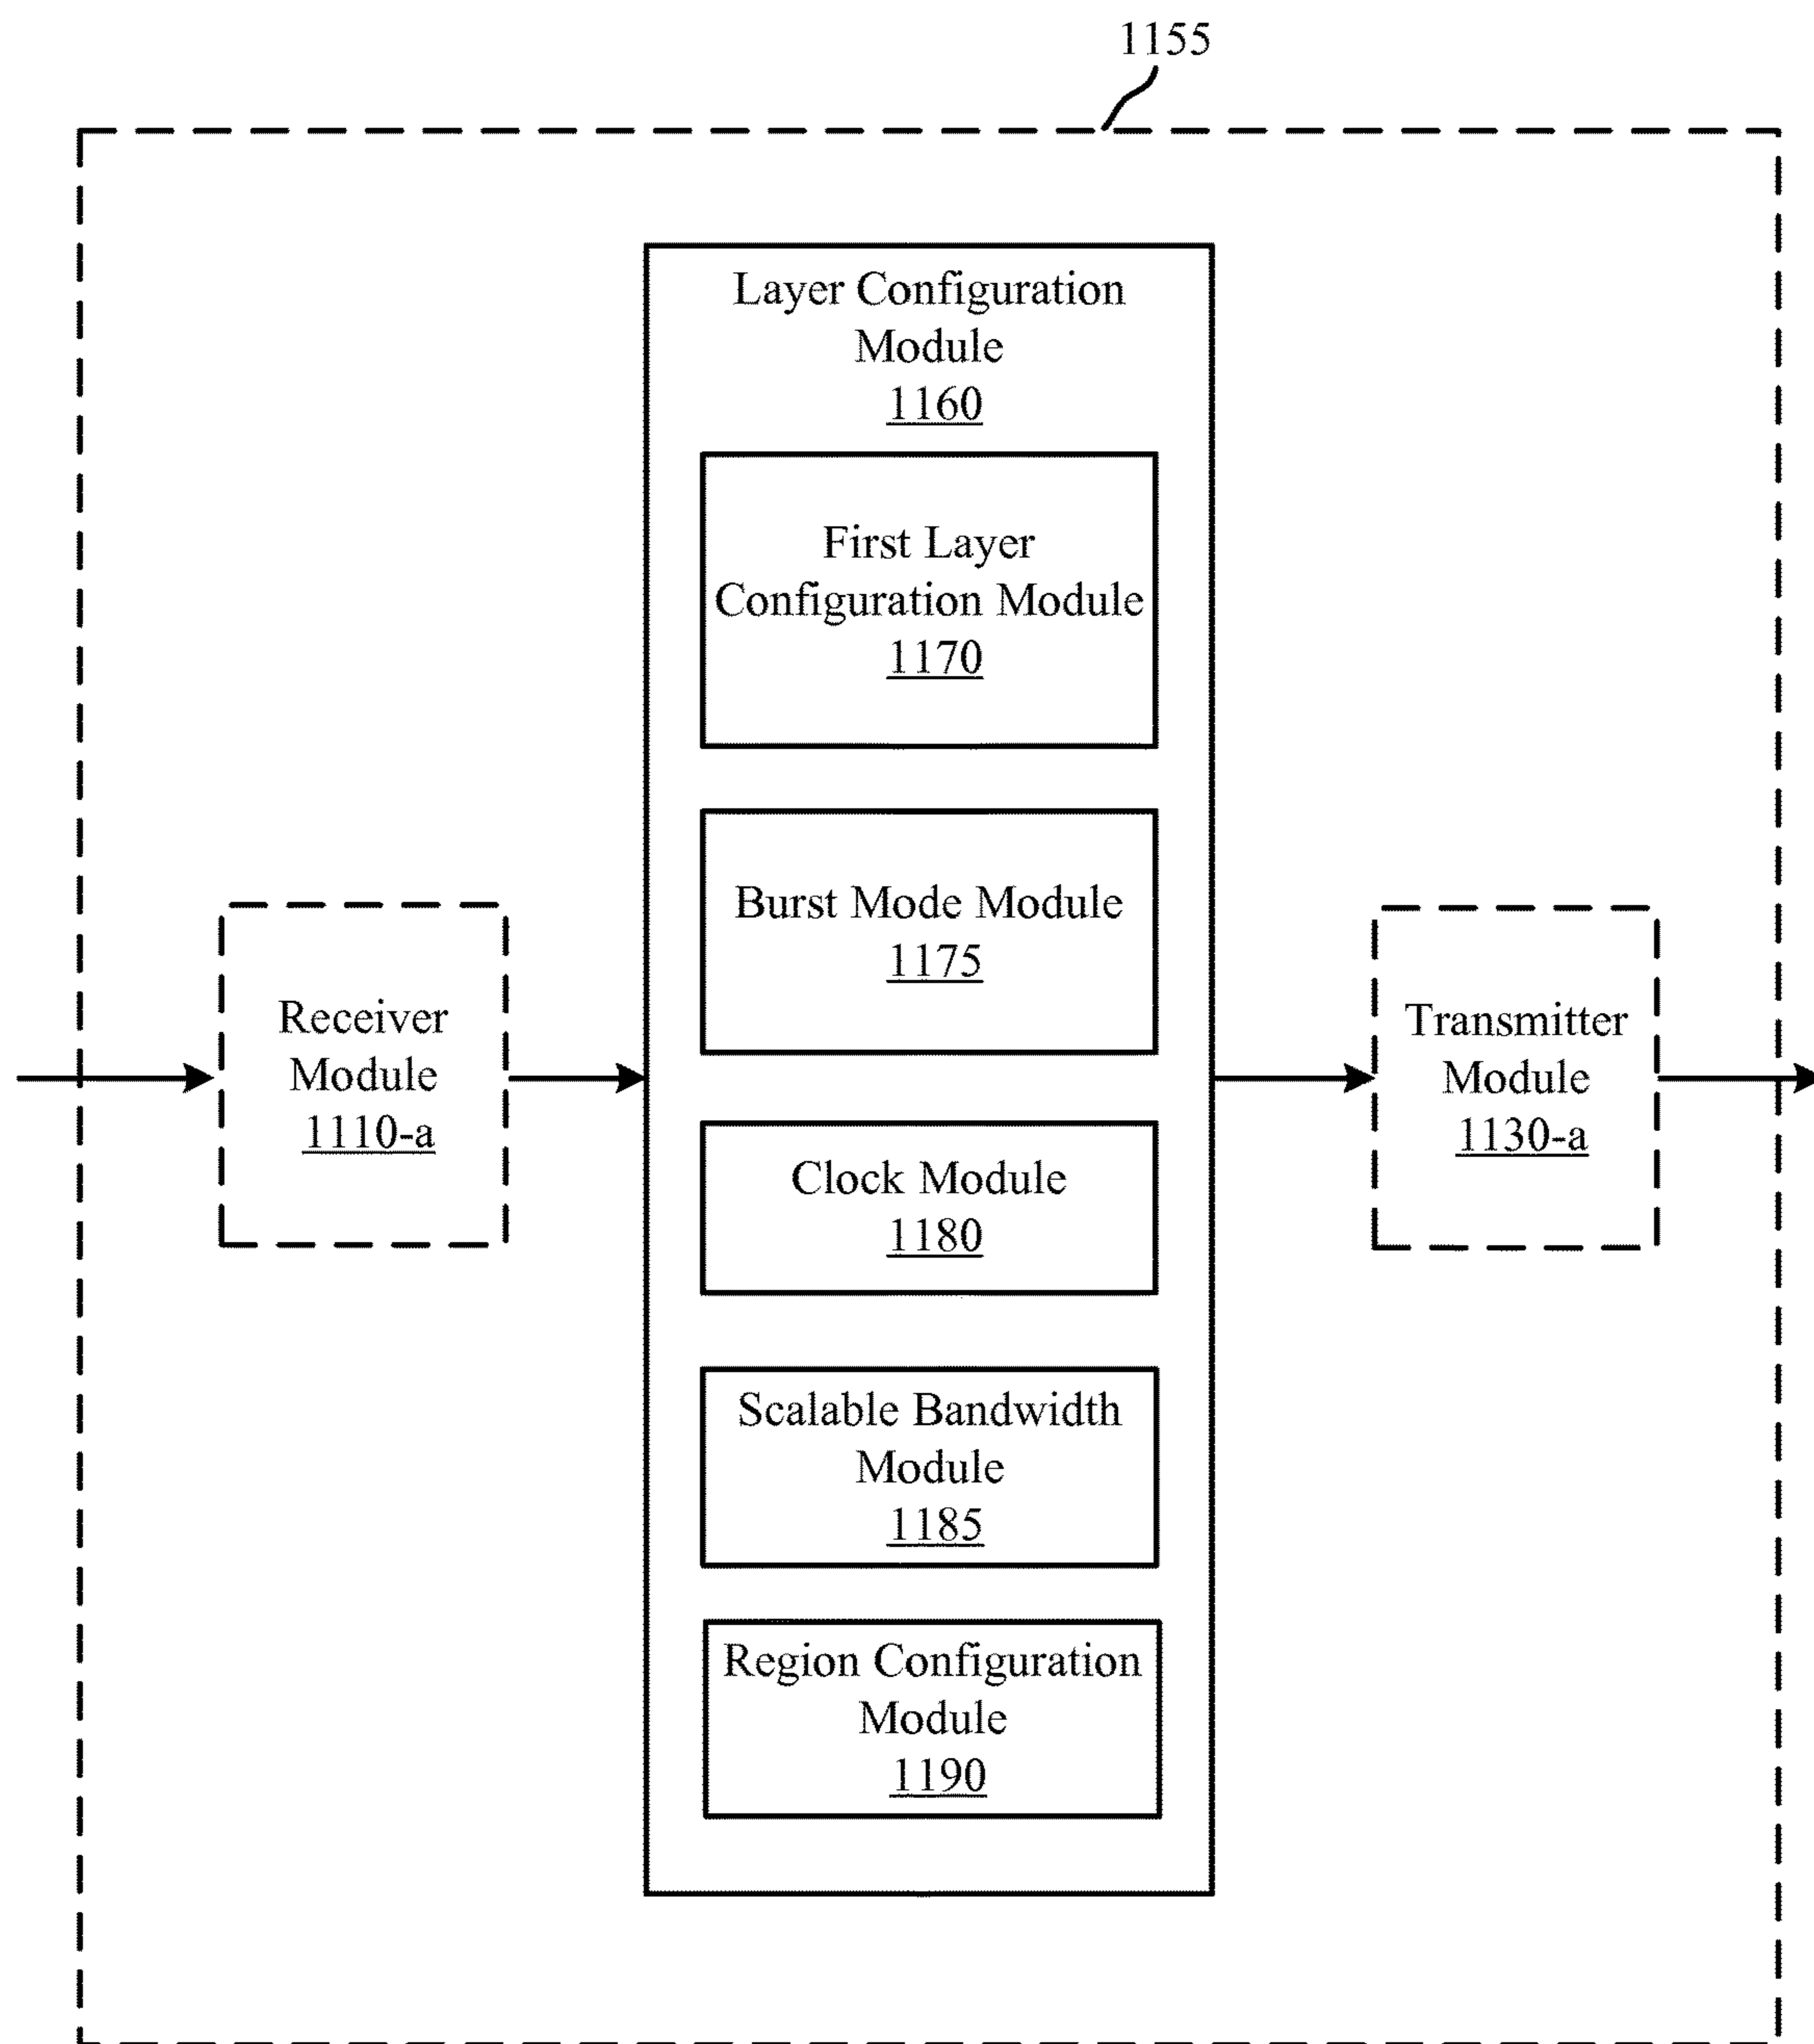 1155
Layer Configuration
Module
1160
First Layer
Configuration Module
1170
Burst Mode Module
1175
Receiver
Module
1110-a
Transmitter
Module
1130-a
Clock Module
1180
Scalable Bandwidth
Module
1185
Region Configuration
Module
1190